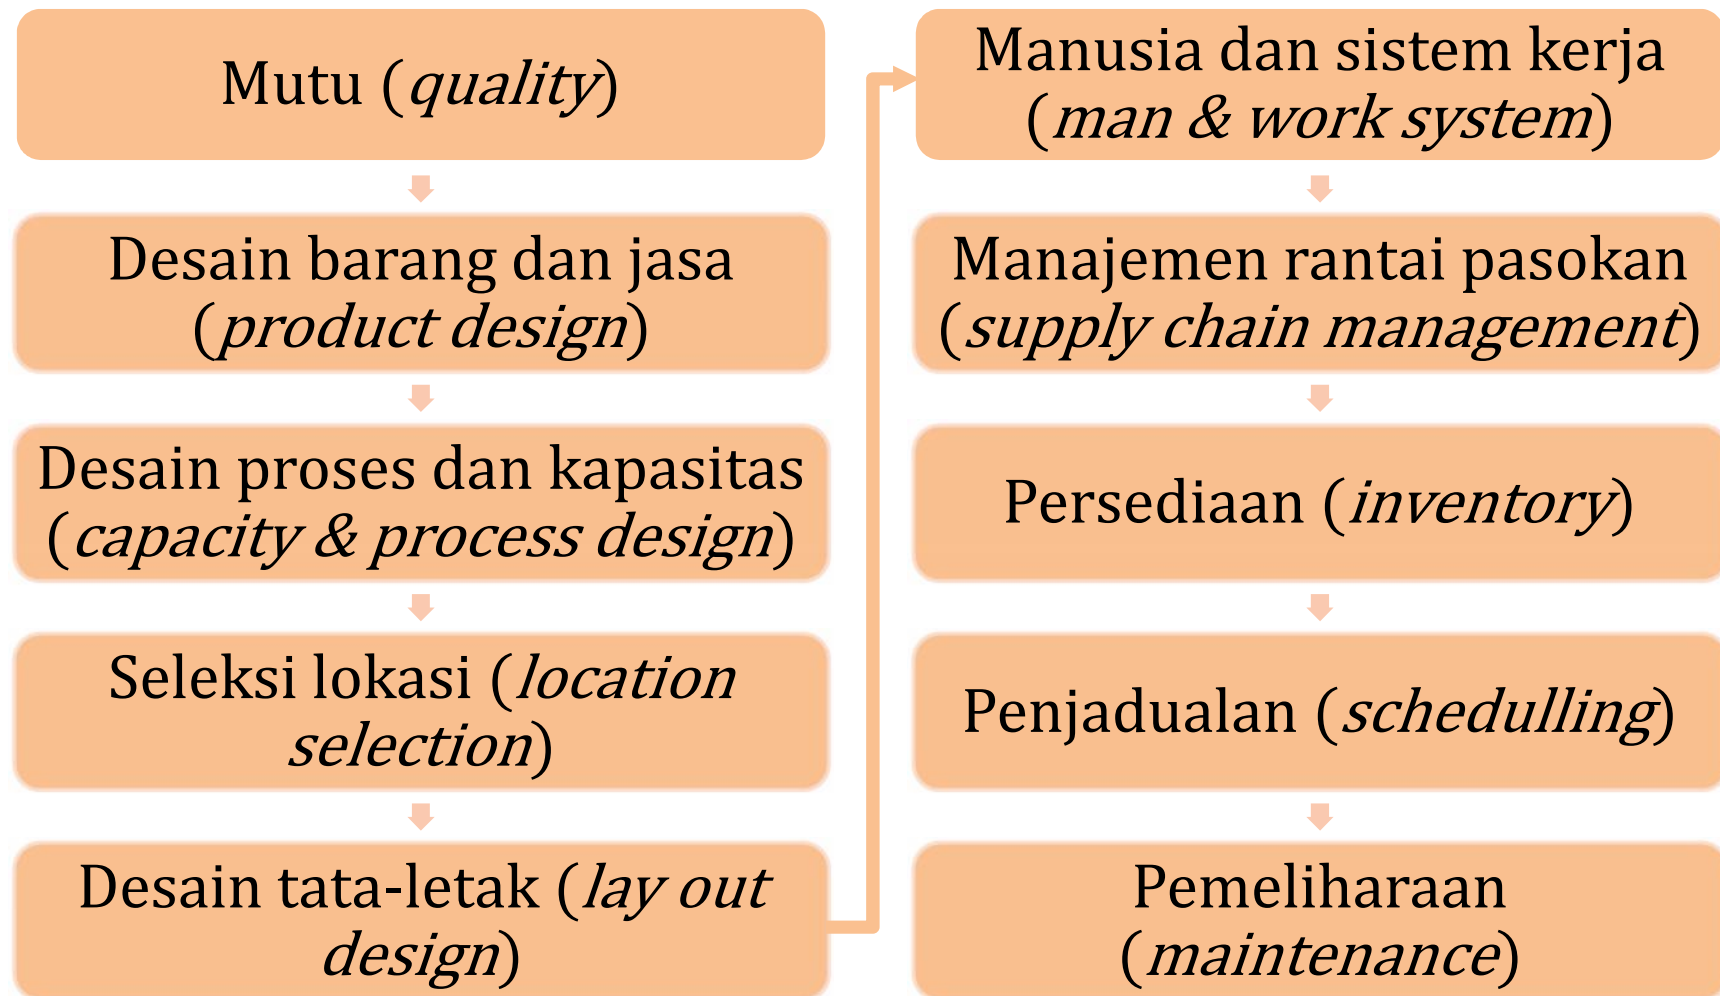 Mutu (quality)
Desain barang dan jasa
(product design)
Desain proses dan kapasitas
(capacity & process design)
Seleksi lokasi (location
selection)
Desain tata-letak (lay out
design)
Manusia dan sistem kerja
(man & work system)
Manajemen rantai pasokan
(supply chain management)
Persediaan (inventory)
Penjadualan (schedulling)
Pemeliharaan
(maintenance)